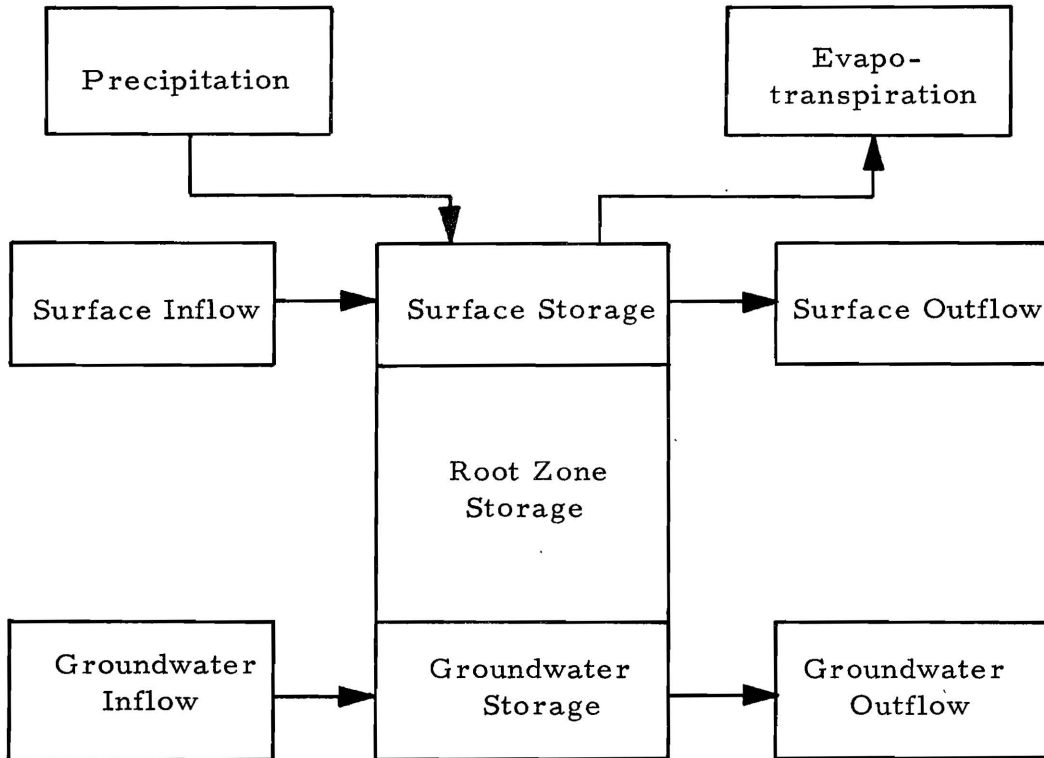 Precipitation
Evapo-
transpiration
Surface Inflow
Surface Storage
Surface Outflow
Root Zone
Storage
Groundwater
Inflow
Groundwater
Storage
Groundwater
Outflow